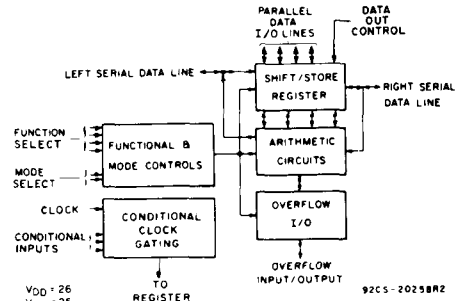 PARALLEL
DATA
I/O LINES
DATA
OUT
CONTROL
LEFT SERIAL DATA LINE
SHIFT/STORE
REGISTER
RIGHT SERIAL
DATA LINE
FUNCTION
SELECT
FUNCTIONAL &
MODE CONTROLS
ARITHMETIC
CIRCUITS
MODE
SELECT
CLOCK
CONDITIONAL
CLOCK
GATING
CONDITIONAL
INPUTS
OVERFLOW
I/O
OVERFLOW
INPUT/OUTPUT
TO
REGISTER
VDD = 26
92CS-20258R2